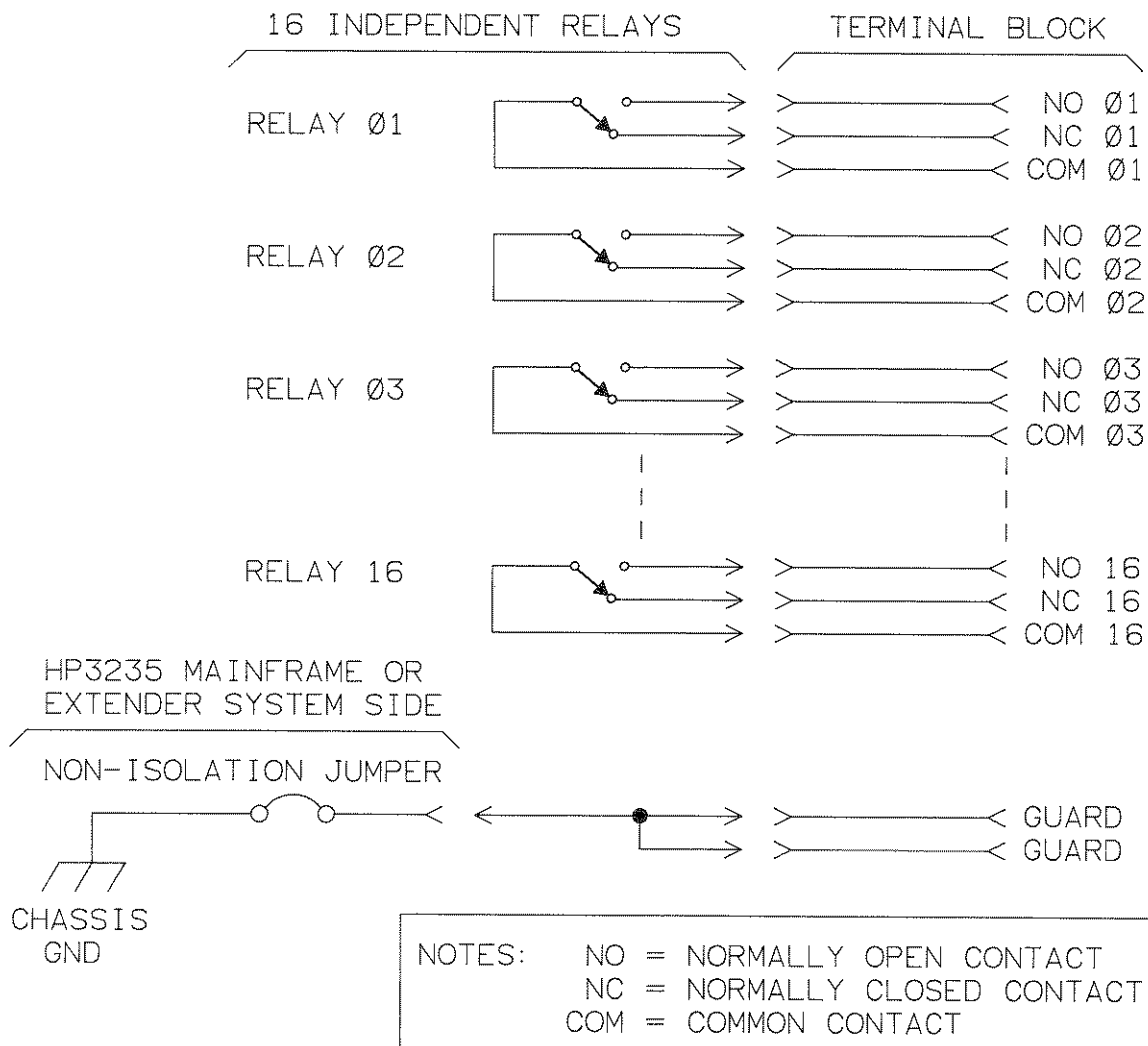 16 INDEPENDENT RELAYS
TERMINAL BLOCK
RELAY Ø1
NO Ø1
NC Ø1
COM Ø1
RELAY Ø2
NO Ø2
NC Ø2
COM Ø2
RELAY Ø3
NO Ø3
NC Ø3
COM Ø3
RELAY 16
NO 16
NC 16
COM 16
HP3235 MAINFRAME OR
EXTENDER SYSTEM SIDE
NON-ISOLATION JUMPER
GUARD
GUARD
CHASSIS
GND
NOTES: NO = NORMALLY OPEN CONTACT
NC = NORMALLY CLOSED CONTACT
COM = COMMON CONTACT